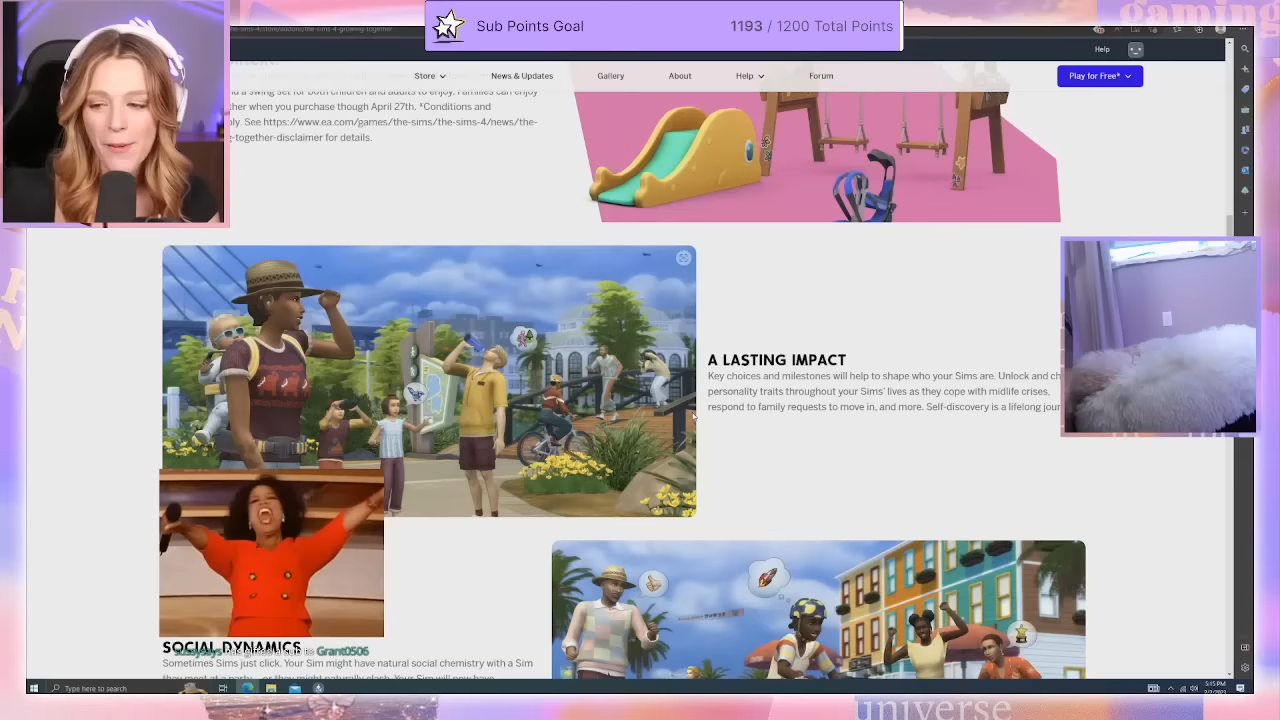 gaming
Sub Points Goal 1193 / 1200 Total Points
Help
Store News & Updates Gallery About Help Forum Play for Free*
a swing set for both children and adults to enjoy. Families can enjoy
when you purchase though April 27th. *Conditions and
See https://www.ea.com/games/the-sims/the-sims-4/news/the-
for details.
A LASTING IMPACT
Key choices and milestones will help to shape who your Sims are. Unlock and ch
personality traits throughout your Sims' lives as they cope with midlife crises,
respond to family requests to move in, and more. Self-discovery is a lifelong jour
SOCIAL DYNAMICS
Grant0506
Sometimes Sims just click. Your Sim might have natural social chemistry with a Sim
Type here to search
5:15 PM
universe